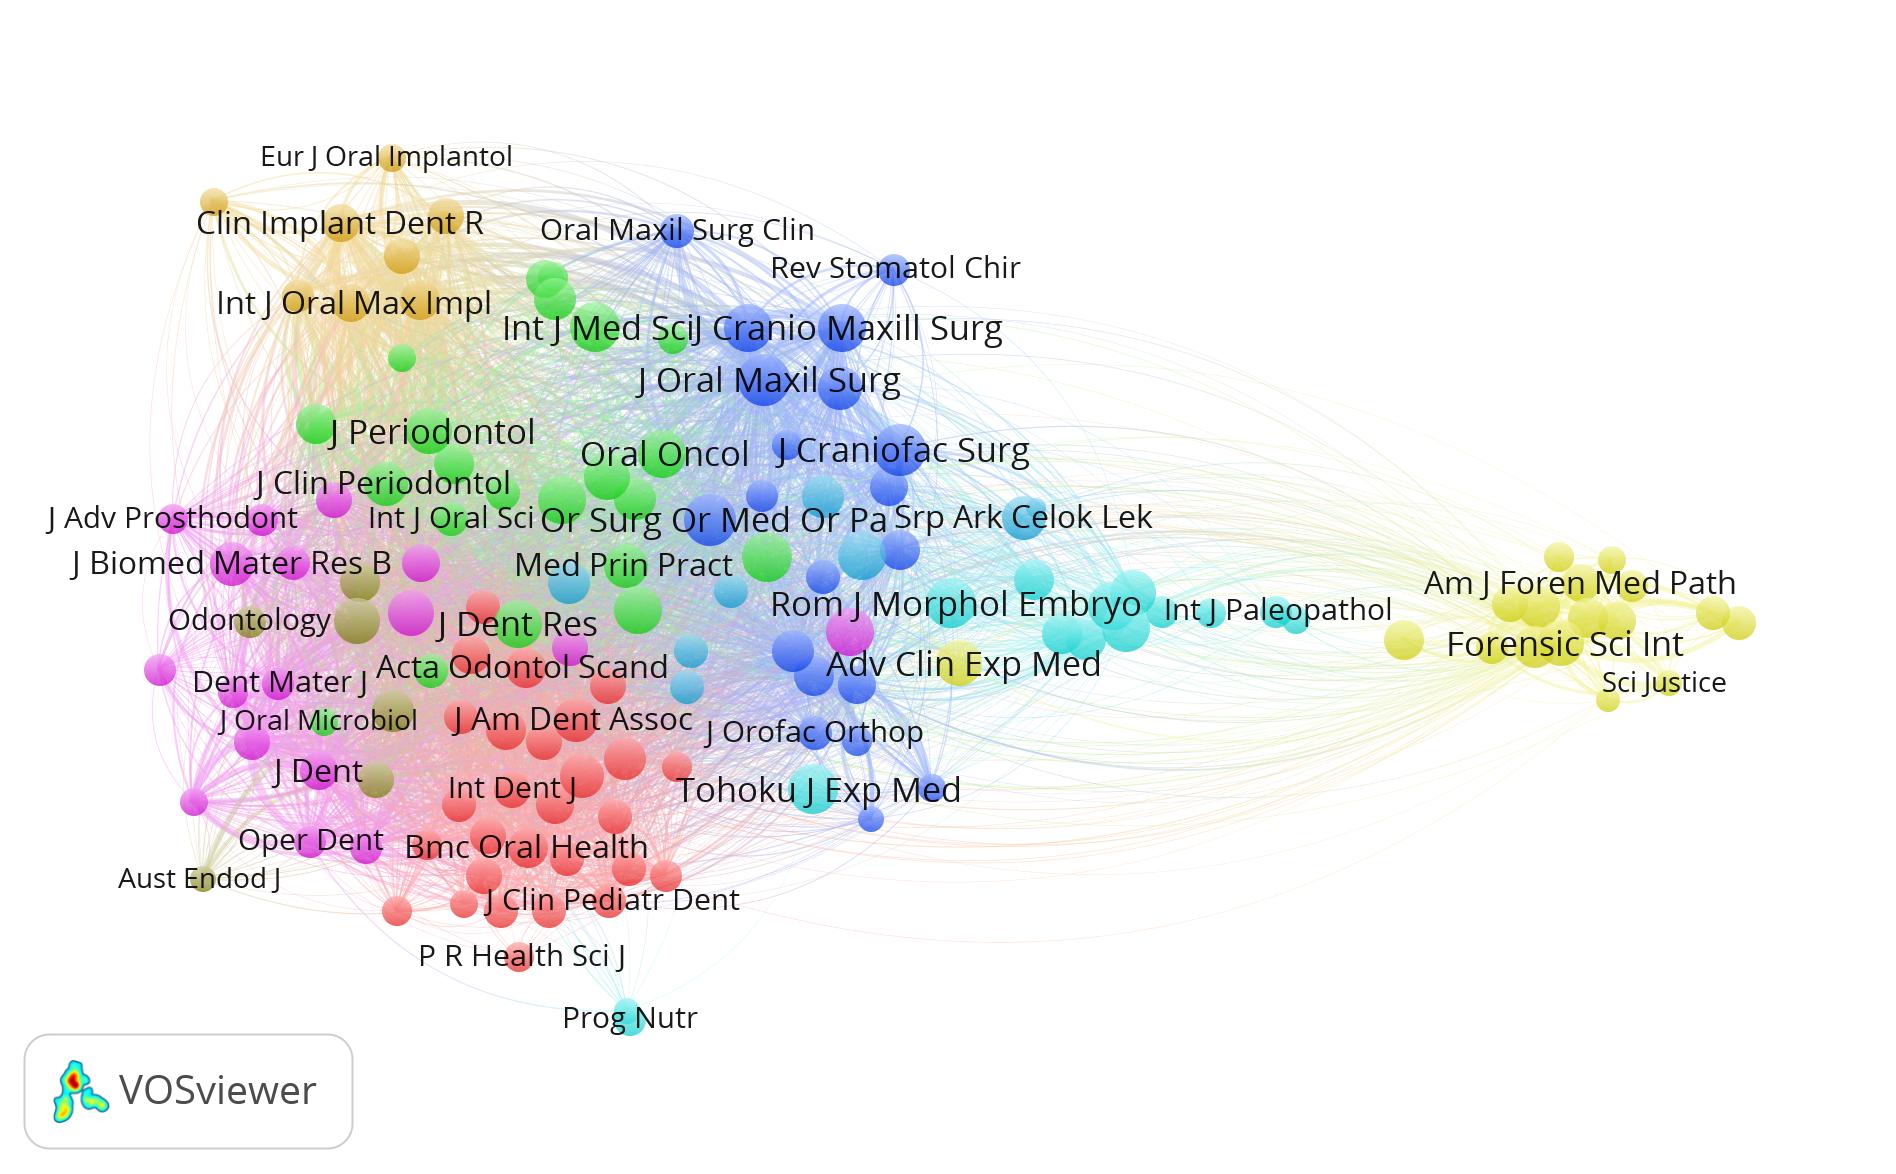 Eur J Oral Implantol
Clin Implant Dent R
Oral Maxil Surg Clin
Rev Stomatol Chir
Int J Oral Max Impl
Int J Med Sci
J Cranio Maxill Surg
J Oral Maxil Surg
J Periodontol
Oral Oncol
J Craniofac Surg
J Clin Periodontol
J Adv Prosthodont
Int J Oral Sci
Or Surg Or Med Or Pa
Srp Ark Celok Lek
J Biomed Mater Res B
Med Prin Pract
Am J Foren Med Path
Rom J Morphol Embryo
Int J Paleopathol
Odontology
J Dent Res
Forensic Sci Int
Acta Odontol Scand
Adv Clin Exp Med
Dent Mater J
Sci Justice
J Oral Microbiol
J Am Dent Assoc
J Orofac Orthop
J Dent
Int Dent J
Tohoku J Exp Med
Oper Dent
Bmc Oral Health
Aust Endod J
J Clin Pediatr Dent
P R Health Sci J
Prog Nutr
VOSviewer